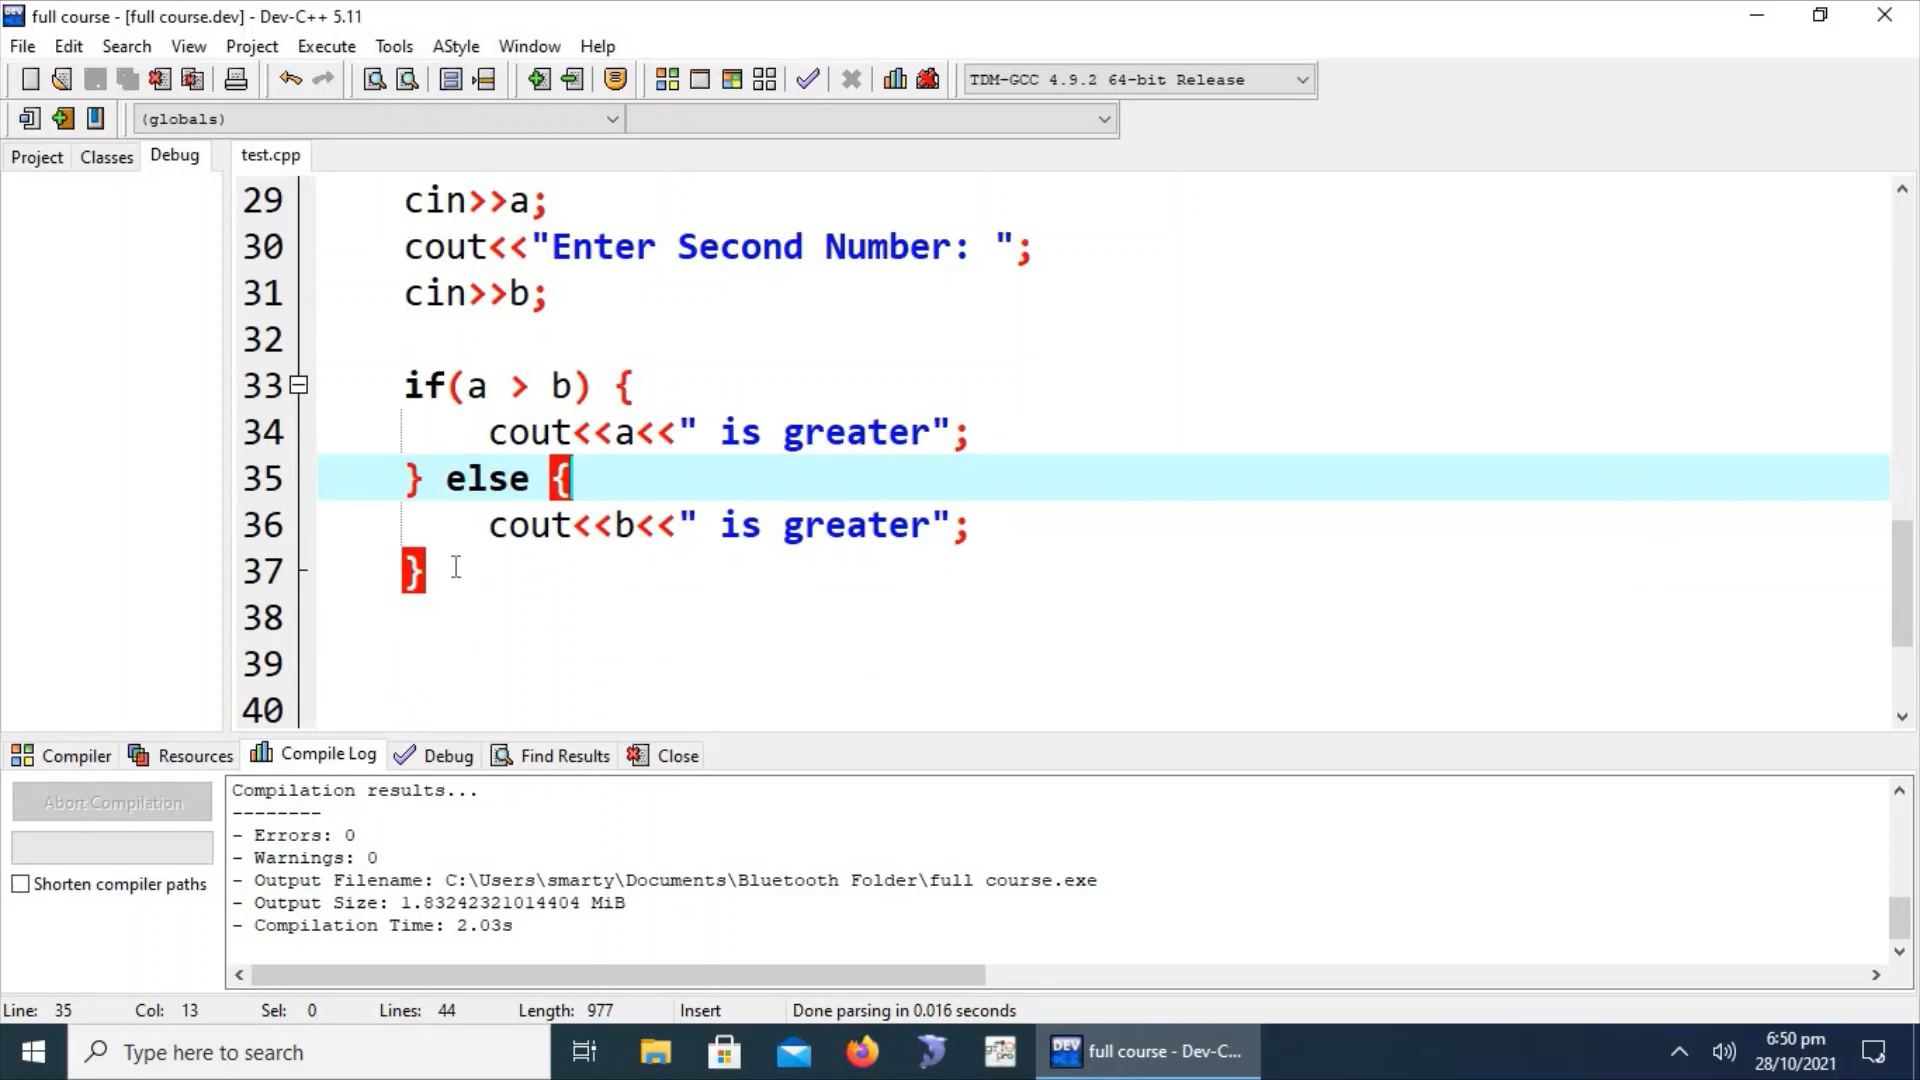 full course - [full course.dev] - Dev-C++ 5.11
File Edit Search View Project Execute Tools AStyle Window Help
TDM-GCC 4.9.2 64-bit Release
(globals)
Project Classes Debug test.cpp
29 cin>>a;
30 cout<<"Enter Second Number: ";
31 cin>>b;
32
33 if(a > b) {
34 cout<<a<<" is greater";
35 } else {
36 cout<<b<<" is greater";
37 }
38
39
40
Compiler Resources Compile Log Debug Find Results Close
Abort Compilation
Shorten compiler paths
Compilation results...
--------
- Errors: 0
- Warnings: 0
- Output Filename: C:\Users\smarty\Documents\Bluetooth Folder\full course.exe
- Output Size: 1.83242321014404 MiB
- Compilation Time: 2.03s
Line: 35 Col: 13 Sel: 0 Lines: 44 Length: 977 Insert Done parsing in 0.016 seconds
Type here to search
DEV full course - Dev-C...
6:50 pm
28/10/2021